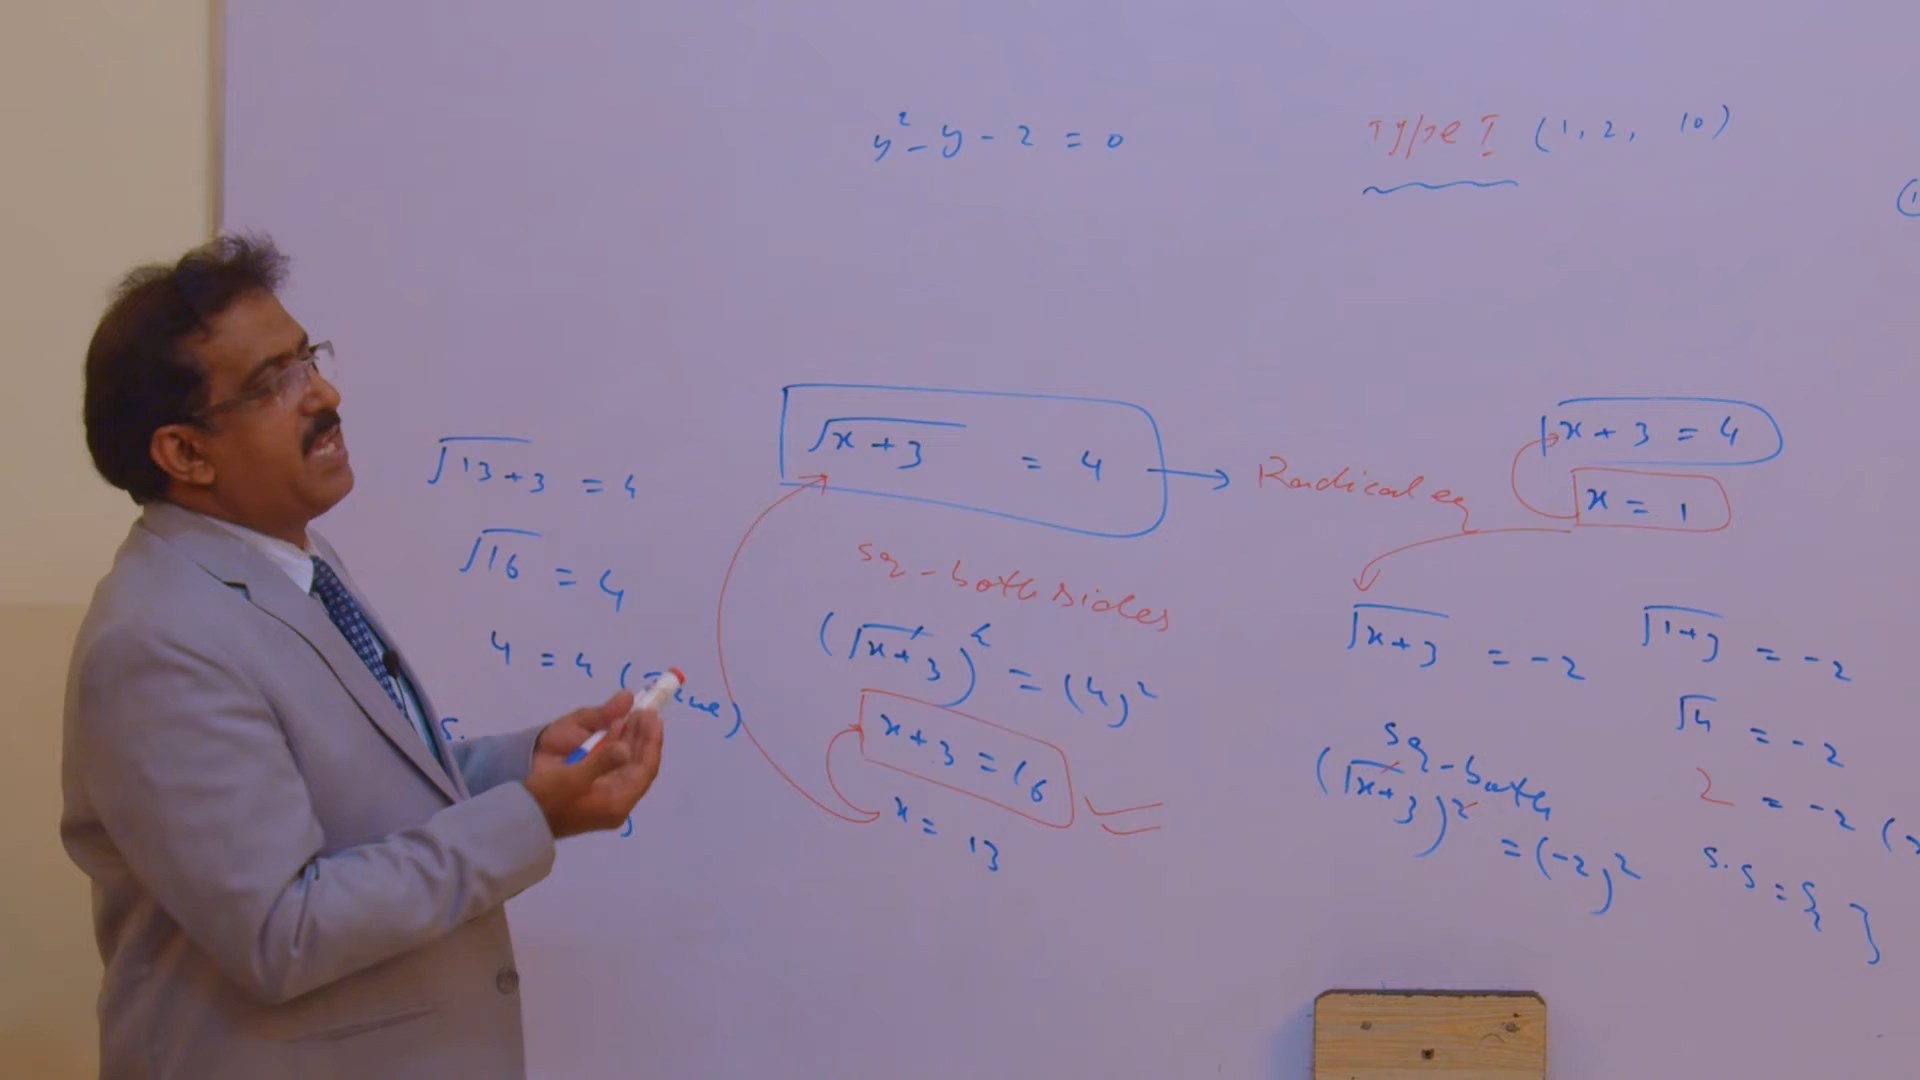 y² - y - 2 = 0
Type I (1, 2, 10)
√13+3 = 4
√16 = 4
4 = 4
S.
√x+3 = 4
Radical eq
sq-both sides
(√x+3)² = (4)²
x+3 = 16
x = 13
x + 3 = 4
x = 1
√x+3 = -2
sq-both
(√x+3)² = (-2)²
√1+3 = -2
√4 = -2
2 = -2
S.S = { }